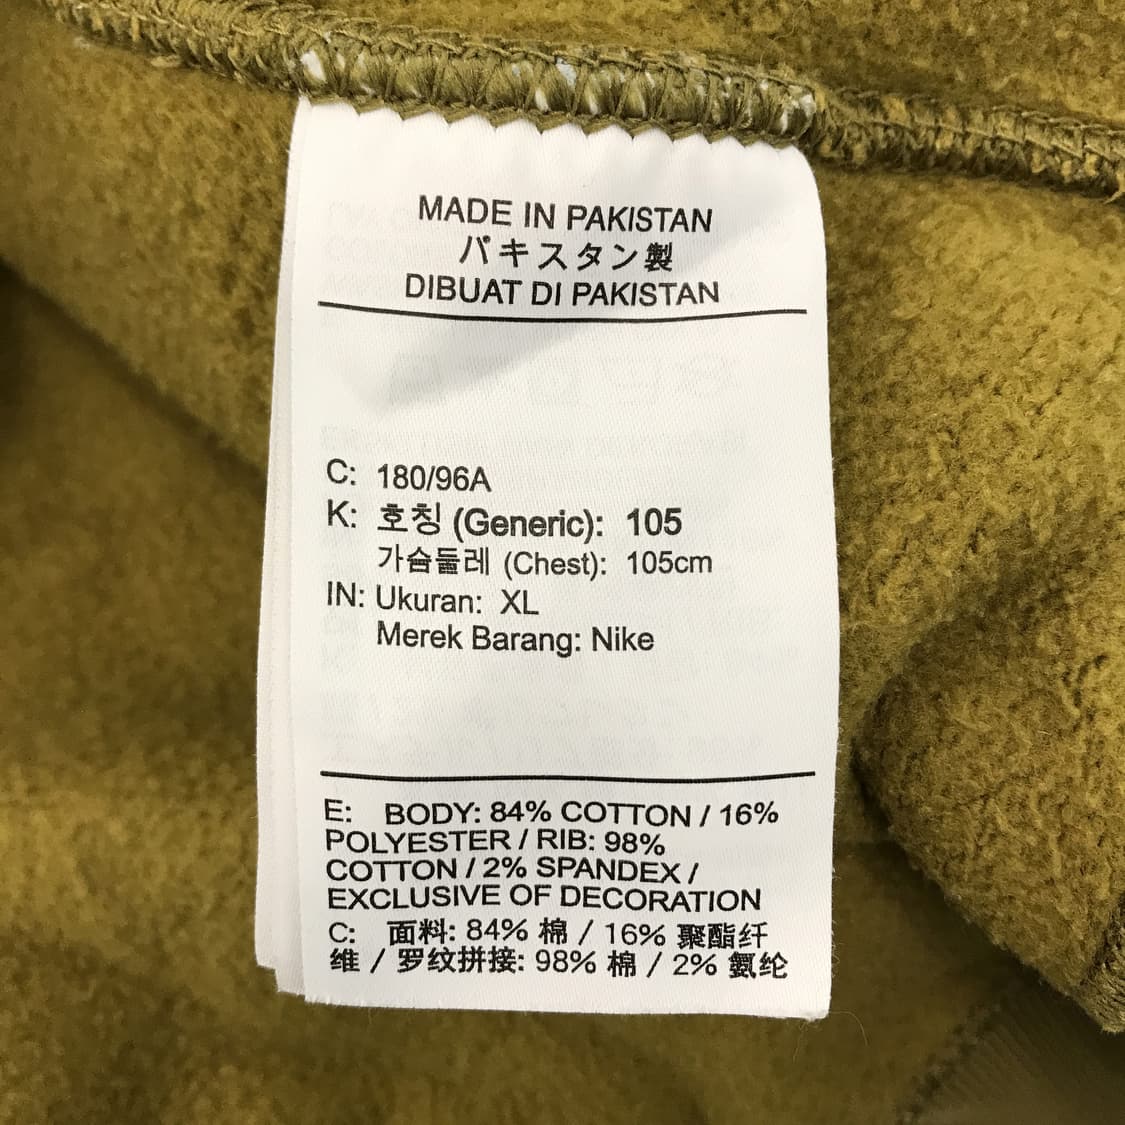 MADE IN PAKISTAN
パキスタン製
DIBUAT DI PAKISTAN
C: 180/96A
K: 호칭 (Generic): 105
가슴둘레 (Chest): 105cm
IN: Ukuran: XL
Merek Barang: Nike
E: BODY: 84% COTTON / 16%
POLYESTER / RIB: 98%
COTTON / 2% SPANDEX /
EXCLUSIVE OF DECORATION
C: 面料: 84% 棉 / 16% 聚酯纤
维 / 罗纹拼接: 98% 棉 / 2% 氨纶